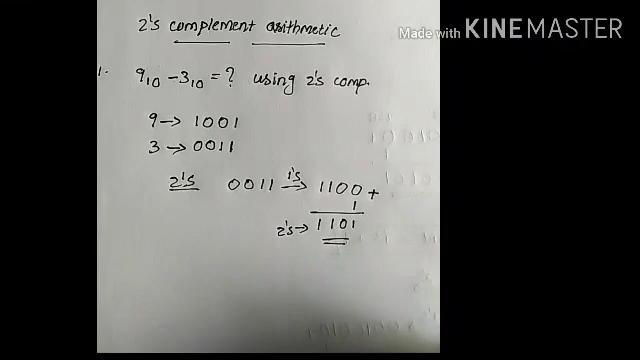 2's complement arithmetic
Made with KINEMASTER
1. 9₁₀ - 3₁₀ = ? using 2's comp.
9 → 1001
3 → 0011
2's 0011 1's → 1100 +
1
2's → 1101